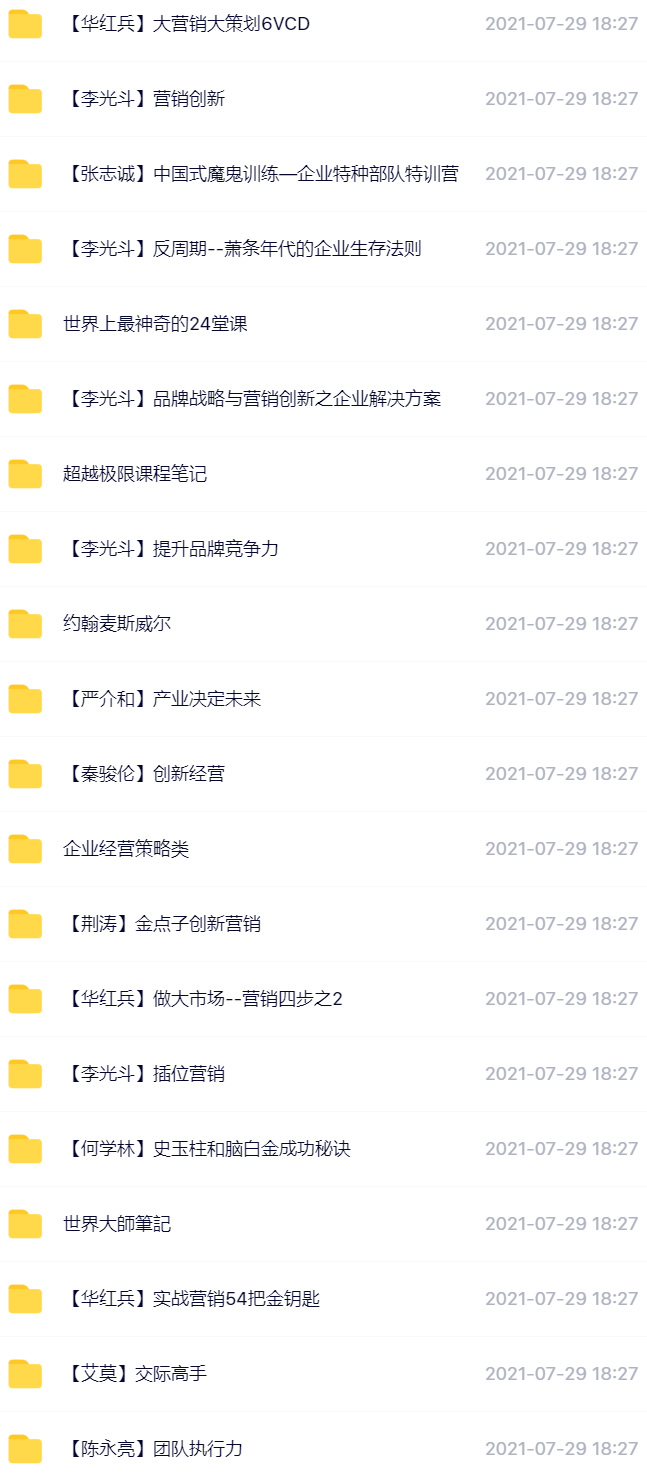 【华红兵】大营销大策划6VCD 2021-07-29 18:27
【李光斗】营销创新 2021-07-29 18:27
【张志诚】中国式魔鬼训练—企业特种部队特训营 2021-07-29 18:27
【李光斗】反周期--萧条年代的企业生存法则 2021-07-29 18:27
世界上最神奇的24堂课 2021-07-29 18:27
【李光斗】品牌战略与营销创新之企业解决方案 2021-07-29 18:27
超越极限课程笔记 2021-07-29 18:27
【李光斗】提升品牌竞争力 2021-07-29 18:27
约翰麦斯威尔 2021-07-29 18:27
【严介和】产业决定未来 2021-07-29 18:27
【秦骏伦】创新经营 2021-07-29 18:27
企业经营策略类 2021-07-29 18:27
【荆涛】金点子创新营销 2021-07-29 18:27
【华红兵】做大市场--营销四步之2 2021-07-29 18:27
【李光斗】插位营销 2021-07-29 18:27
【何学林】史玉柱和脑白金成功秘诀 2021-07-29 18:27
世界大師筆記 2021-07-29 18:27
【华红兵】实战营销54把金钥匙 2021-07-29 18:27
【艾莫】交际高手 2021-07-29 18:27
【陈永亮】团队执行力 2021-07-29 18:27